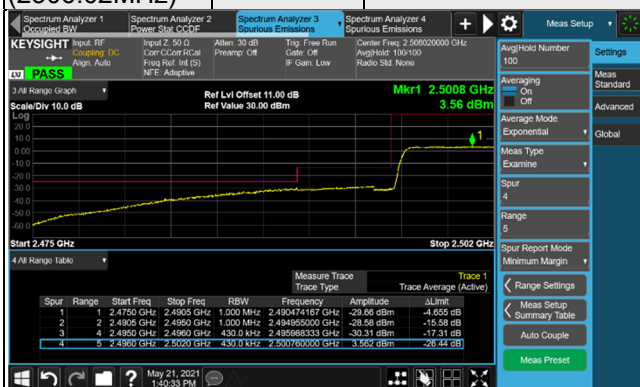 (2506.02MHz)
Spectrum Analyzer 1
Occupied BW
Spectrum Analyzer 2
Power Stat CCDF
Spectrum Analyzer 3
Spurious Emissions
Spectrum Analyzer 4
Spurious Emissions
Meas Setup
KEYSIGHT
Input: RF
Coupling: DC
Align: Auto
Input Z: 50 Ω
Corr CCorr RCal
Freq Ref: Int (S)
NFE: Adaptive
Atten: 30 dB
Preamp: Off
Trig: Free Run
Gate: Off
IF Gain: Low
Center Freq: 2.506020000 GHz
Avg|Hold: 100/100
Radio Std: None
LXI PASS
3 All Range Graph
Scale/Div 10.0 dB
Ref Lvl Offset 11.00 dB
Ref Value 30.00 dBm
Mkr1 2.5008 GHz
3.56 dBm
Log
20.0
10.0
0.00
-10.0
-20.0
-30.0
-40.0
-50.0
-60.0
1
Start 2.475 GHz
Stop 2.502 GHz
4 All Range Table
Measure Trace Trace 1
Trace Type Trace Average (Active)
Spur Range Start Freq Stop Freq RBW Frequency Amplitude ΔLimit
1 1 2.4750 GHz 2.4905 GHz 1.000 MHz 2.490474167 GHz -29.66 dBm -4.655 dB
2 2 2.4905 GHz 2.4950 GHz 1.000 MHz 2.494955000 GHz -28.58 dBm -15.58 dB
3 4 2.4950 GHz 2.4960 GHz 430.0 kHz 2.495988333 GHz -30.31 dBm -17.31 dB
4 5 2.4960 GHz 2.5020 GHz 430.0 kHz 2.500760000 GHz 3.562 dBm -26.44 dB
May 21, 2021
1:40:33 PM
Avg|Hold Number
100
Averaging
On
Off
Average Mode
Exponential
Meas Type
Examine
Spur
4
Range
5
Spur Report Mode
Minimum Margin
Range Settings
Meas Setup
Summary Table
Auto Couple
Meas Preset
Settings
Meas
Standard
Advanced
Global